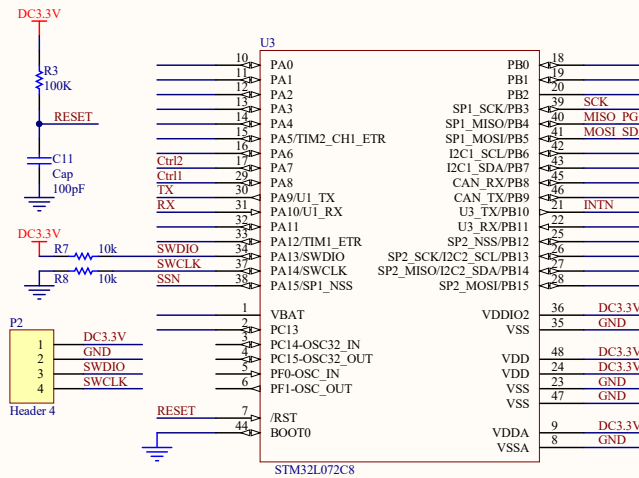 DC3.3V
R3
100K
RESET
C11
Cap
100pF
DC3.3V
R7 10k
R8 10k
P2
1 DC3.3V
2 GND
3 SWDIO
4 SWCLK
Header 4
U3
10 PA0
11 PA1
12 PA2
13 PA3
14 PA4
15 PA5/TIM2_CH1_ETR
16 PA6
Ctrl2 17 PA7
Ctrl1 29 PA8
TX 30 PA9/U1_TX
RX 31 PA10/U1_RX
32 PA11
33 PA12/TIM1_ETR
SWDIO 34 PA13/SWDIO
SWCLK 37 PA14/SWCLK
SSN 38 PA15/SP1_NSS
1 VBAT
2 PC13
3 PC14-OSC32_IN
4 PC15-OSC32_OUT
5 PF0-OSC_IN
6 PF1-OSC_OUT
RESET 7 /RST
44 BOOT0
PB0 18
PB1 19
PB2 20
SP1_SCK/PB3 39 SCK
SP1_MISO/PB4 40 MISO_PG
SP1_MOSI/PB5 41 MOSI_SD
I2C1_SCL/PB6 42
I2C1_SDA/PB7 43
CAN_RX/PB8 45
CAN_TX/PB9 46
U3_TX/PB10 21 INTN
U3_RX/PB11 22
SP2_NSS/PB12 25
SP2_SCK/I2C2_SCL/PB13 26
SP2_MISO/I2C2_SDA/PB14 27
SP2_MOSI/PB15 28
VDDIO2 36 DC3.3V
VSS 35 GND
VDD 48 DC3.3V
VDD 24 DC3.3V
VSS 23 GND
VSS 47 GND
VDDA 9 DC3.3V
VSSA 8 GND
STM32L072C8